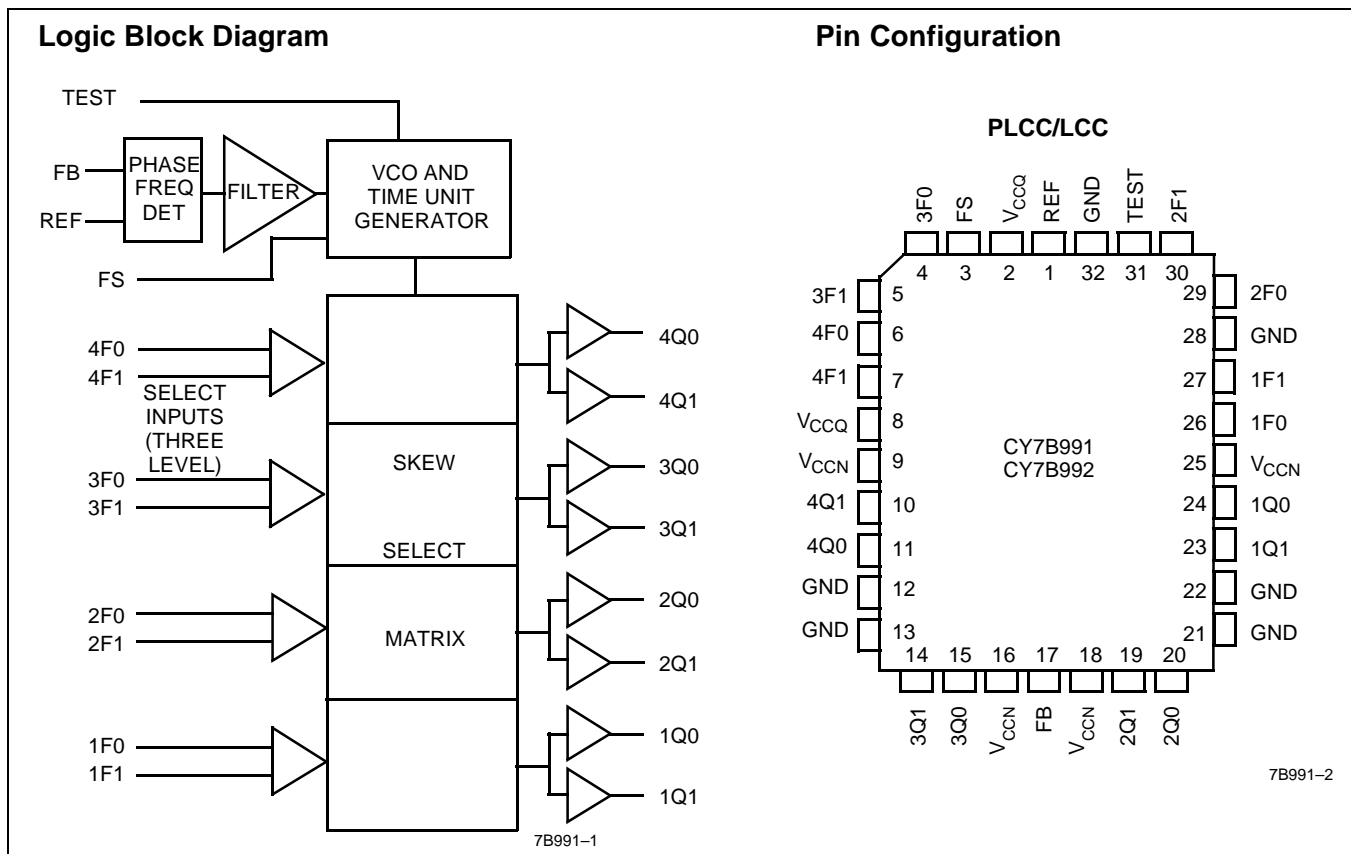 Logic Block Diagram
TEST
FB
REF
PHASE
FREQ
DET
FILTER
VCO AND
TIME UNIT
GENERATOR
FS
4F0
4F1
SELECT
INPUTS
(THREE
LEVEL)
3F0
3F1
2F0
2F1
1F0
1F1
SKEW
SELECT
MATRIX
4Q0
4Q1
3Q0
3Q1
2Q0
2Q1
1Q0
1Q1
7B991–1
Pin Configuration
PLCC/LCC
3F0 FS VCCQ REF GND TEST 2F1
4 3 2 1 32 31 30
3F1 5
4F0 6
4F1 7
VCCQ 8
VCCN 9
4Q1 10
4Q0 11
GND 12
GND 13
CY7B991
CY7B992
29 2F0
28 GND
27 1F1
26 1F0
25 VCCN
24 1Q0
23 1Q1
22 GND
21 GND
14 15 16 17 18 19 20
3Q1 3Q0 VCCN FB VCCN 2Q1 2Q0
7B991–2